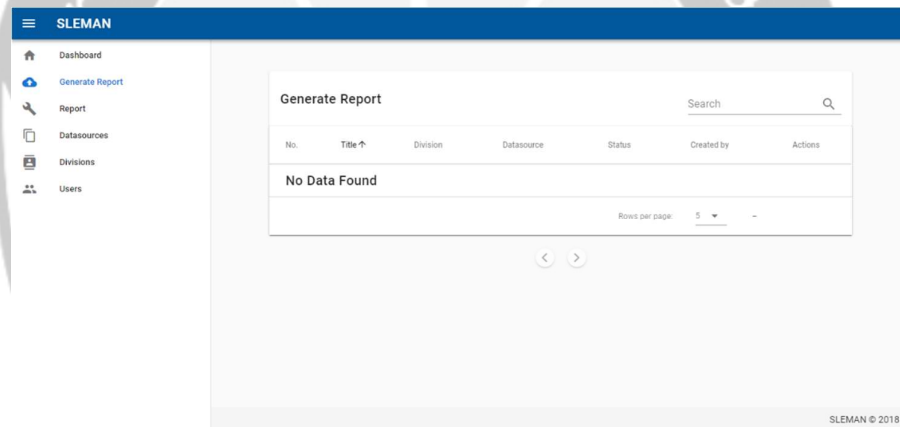 SLEMAN
Dashboard
Generate Report
Report
Datasources
Divisions
Users
Generate Report
Search
No. Title Division Datasource Status Created by Actions
No Data Found
Rows per page: 5 –
SLEMAN © 2018